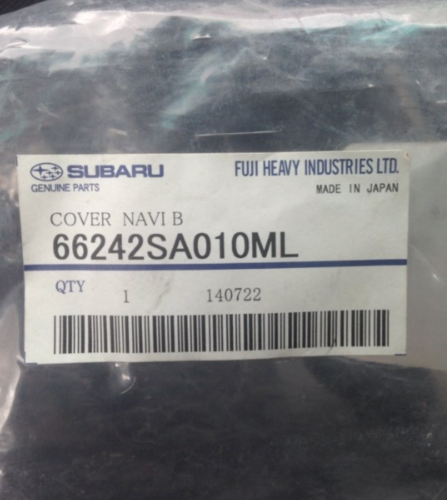 SUBARU FUJI HEAVY INDUSTRIES LTD.
GENUINE PARTS MADE IN JAPAN
COVER NAVI B
66242SA010ML
QTY 1 140722